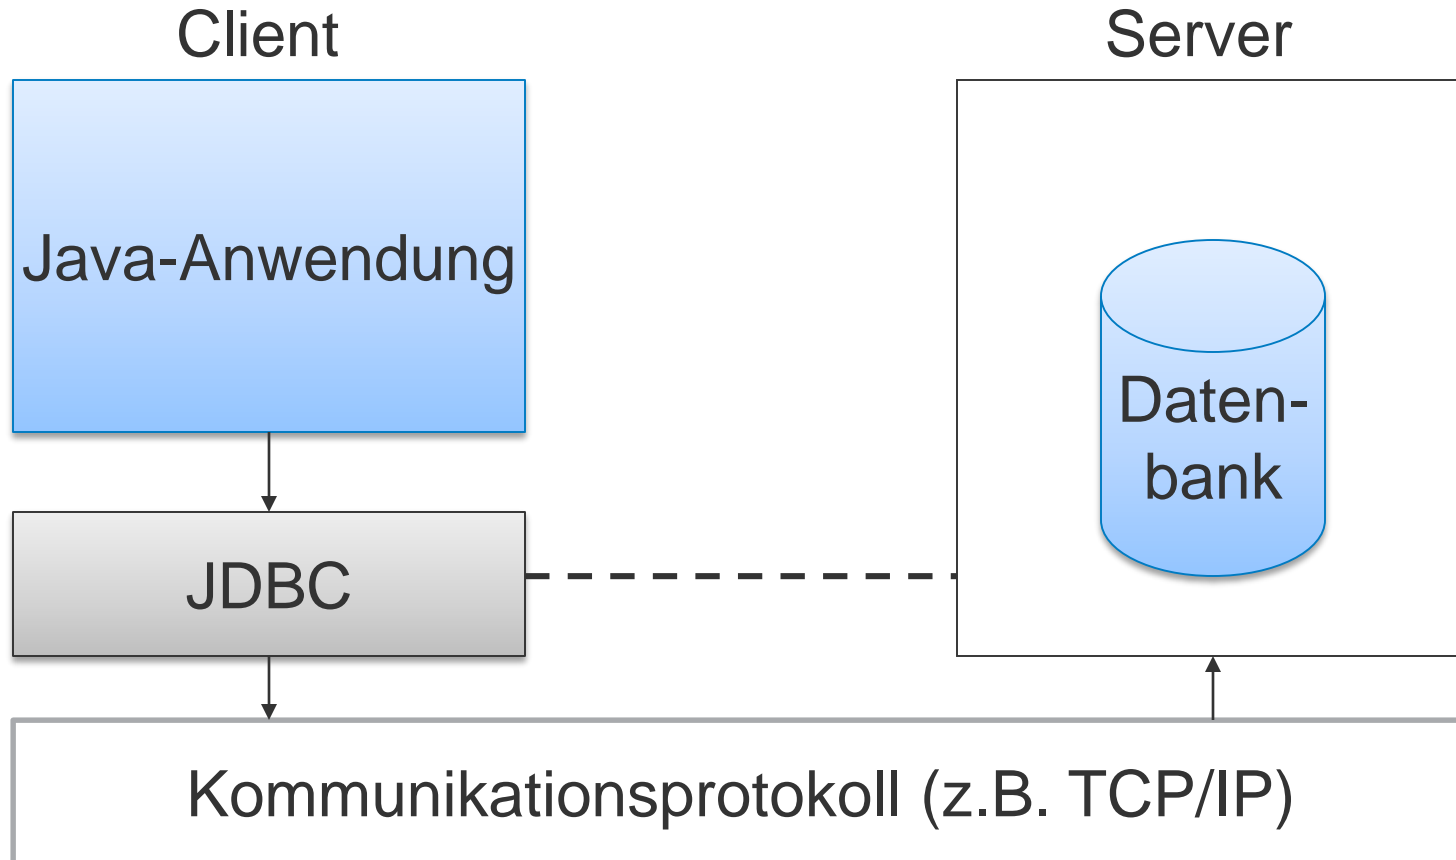 Client
Server
Java-Anwendung
Daten-
bank
JDBC
Kommunikationsprotokoll (z.B. TCP/IP)